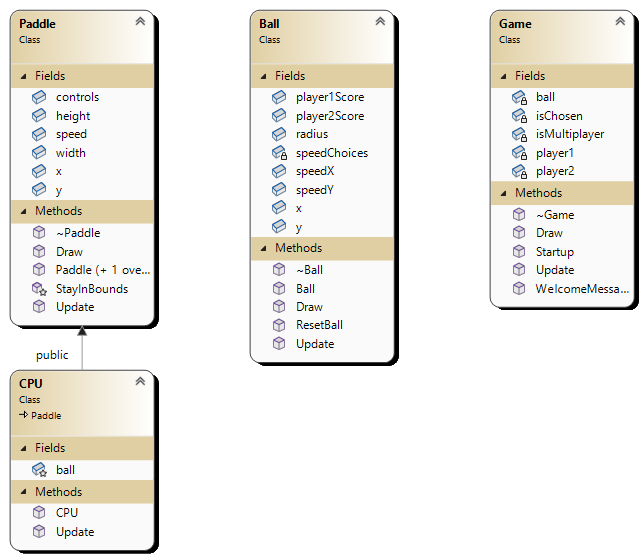 Paddle
Class
Fields
controls
height
speed
width
x
y
Methods
~Paddle
Draw
Paddle (+ 1 ove...
StayInBounds
Update
public
CPU
Class
Paddle
Fields
ball
Methods
CPU
Update
Ball
Class
Fields
player1Score
player2Score
radius
speedChoices
speedX
speedY
x
y
Methods
~Ball
Ball
Draw
ResetBall
Update
Game
Class
Fields
ball
isChosen
isMultiplayer
player1
player2
Methods
~Game
Draw
Startup
Update
WelcomeMessa...